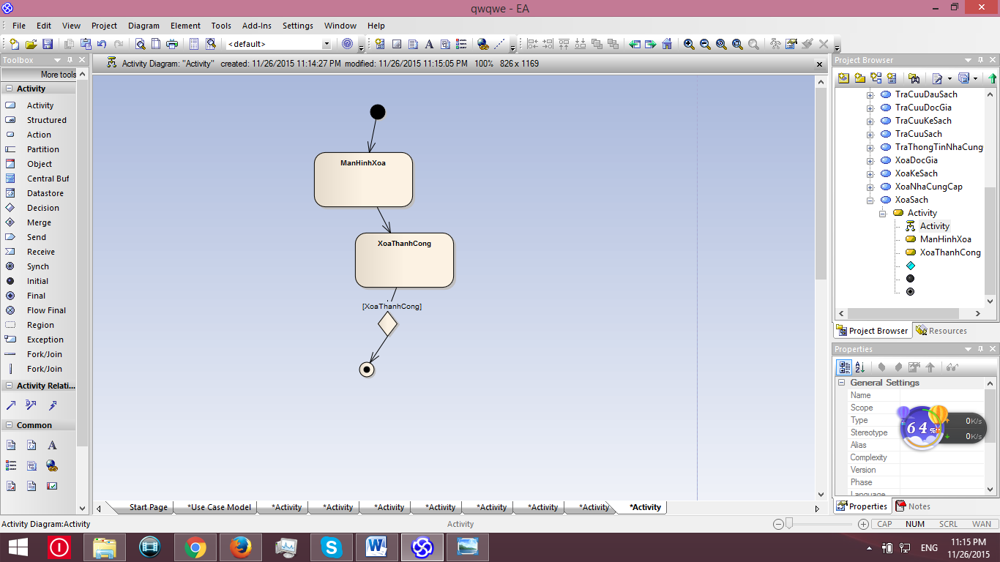 qwqwe - EA
File Edit View Project Diagram Element Tools Add-Ins Settings Window Help
<default>
Toolbox
More tools
Activity
Activity
Structured
Action
Partition
Object
Central Buf
Datastore
Decision
Merge
Send
Receive
Synch
Initial
Final
Flow Final
Region
Exception
Fork/Join
Fork/Join
Activity Relati...
Common
Activity Diagram: "Activity" created: 11/26/2015 11:14:27 PM modified: 11/26/2015 11:15:05 PM 100% 826 x 1169
ManHinhXoa
XoaThanhCong
[XoaThanhCong]
Start Page *Use Case Model *Activity *Activity *Activity *Activity *Activity *Activity *Activity *Activity
Project Browser
TraCuuDauSach
TraCuuDocGia
TraCuuKeSach
TraCuuSach
TraThongTinNhaCung
XoaDocGia
XoaKeSach
XoaNhaCungCap
XoaSach
Activity
Activity
ManHinhXoa
XoaThanhCong
Project Browser Resources
Properties
General Settings
Name
Scope
Type
Stereotype
Alias
Complexity
Version
Phase
Language
64%
0K/s
0K/s
Properties Notes
Activity Diagram:Activity Activity CAP NUM SCRL WAN
ENG
11:15 PM
11/26/2015